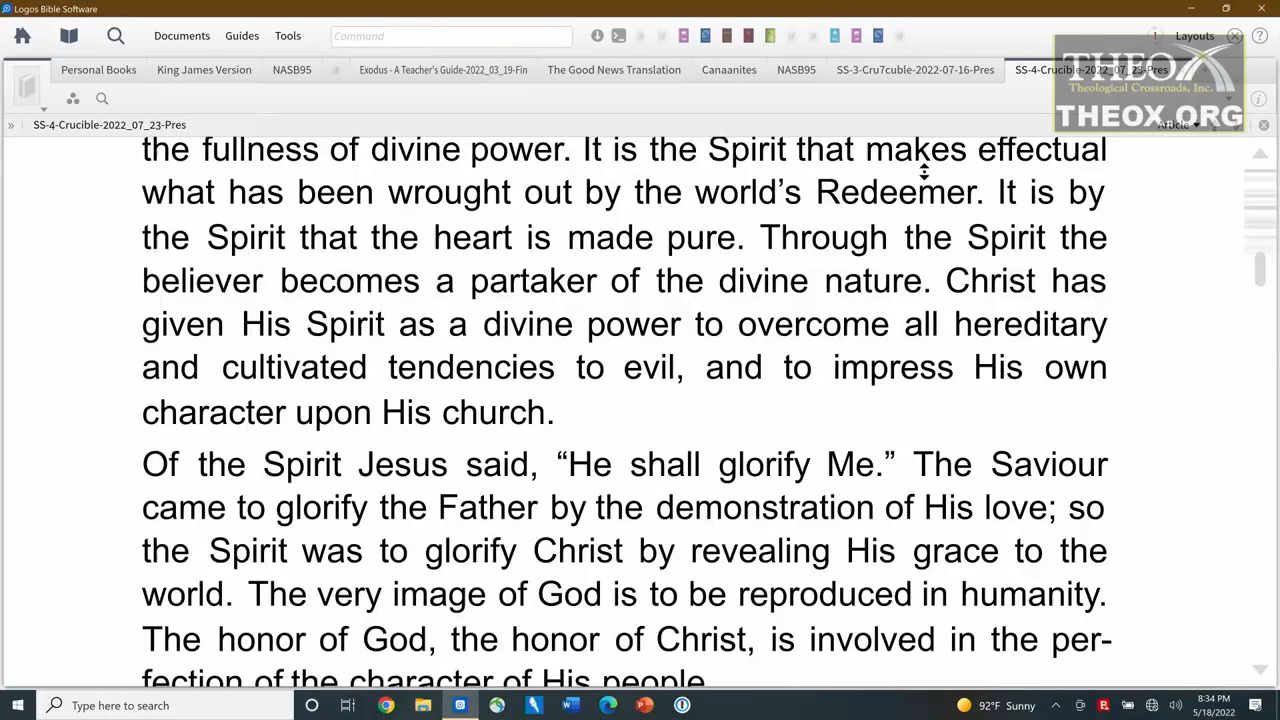 Logos Bible Software
Documents Guides Tools Command Layouts
Personal Books King James Version NASB95 _2022_03_19-Fin The Good News Translation Canaanites NASB95 SS-3-Cru7cuble-2022-07-16-Pres SS-4-Crucible-2022_07_23-Pres
THEOX
Theological Crossroads, Inc.
THEOX.ORG
» SS-4-Crucible-2022_07_23-Pres Article
the fullness of divine power. It is the Spirit that makes effectual
what has been wrought out by the world’s Redeemer. It is by
the Spirit that the heart is made pure. Through the Spirit the
believer becomes a partaker of the divine nature. Christ has
given His Spirit as a divine power to overcome all hereditary
and cultivated tendencies to evil, and to impress His own
character upon His church.
Of the Spirit Jesus said, “He shall glorify Me.” The Saviour
came to glorify the Father by the demonstration of His love; so
the Spirit was to glorify Christ by revealing His grace to the
world. The very image of God is to be reproduced in humanity.
The honor of God, the honor of Christ, is involved in the per-
fection of the character of His people.
Type here to search
92°F Sunny
8:34 PM
5/18/2022